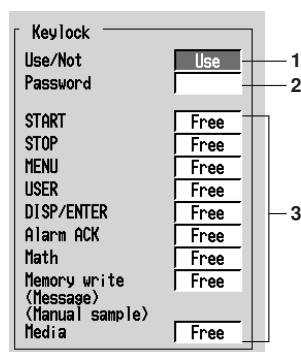 Keylock
Use/Not Use 1
Password 2
START Free
STOP Free
MENU Free
USER Free
DISP/ENTER Free 3
Alarm ACK Free
Math Free
Memory write Free
(Message)
(Manual sample)
Media Free